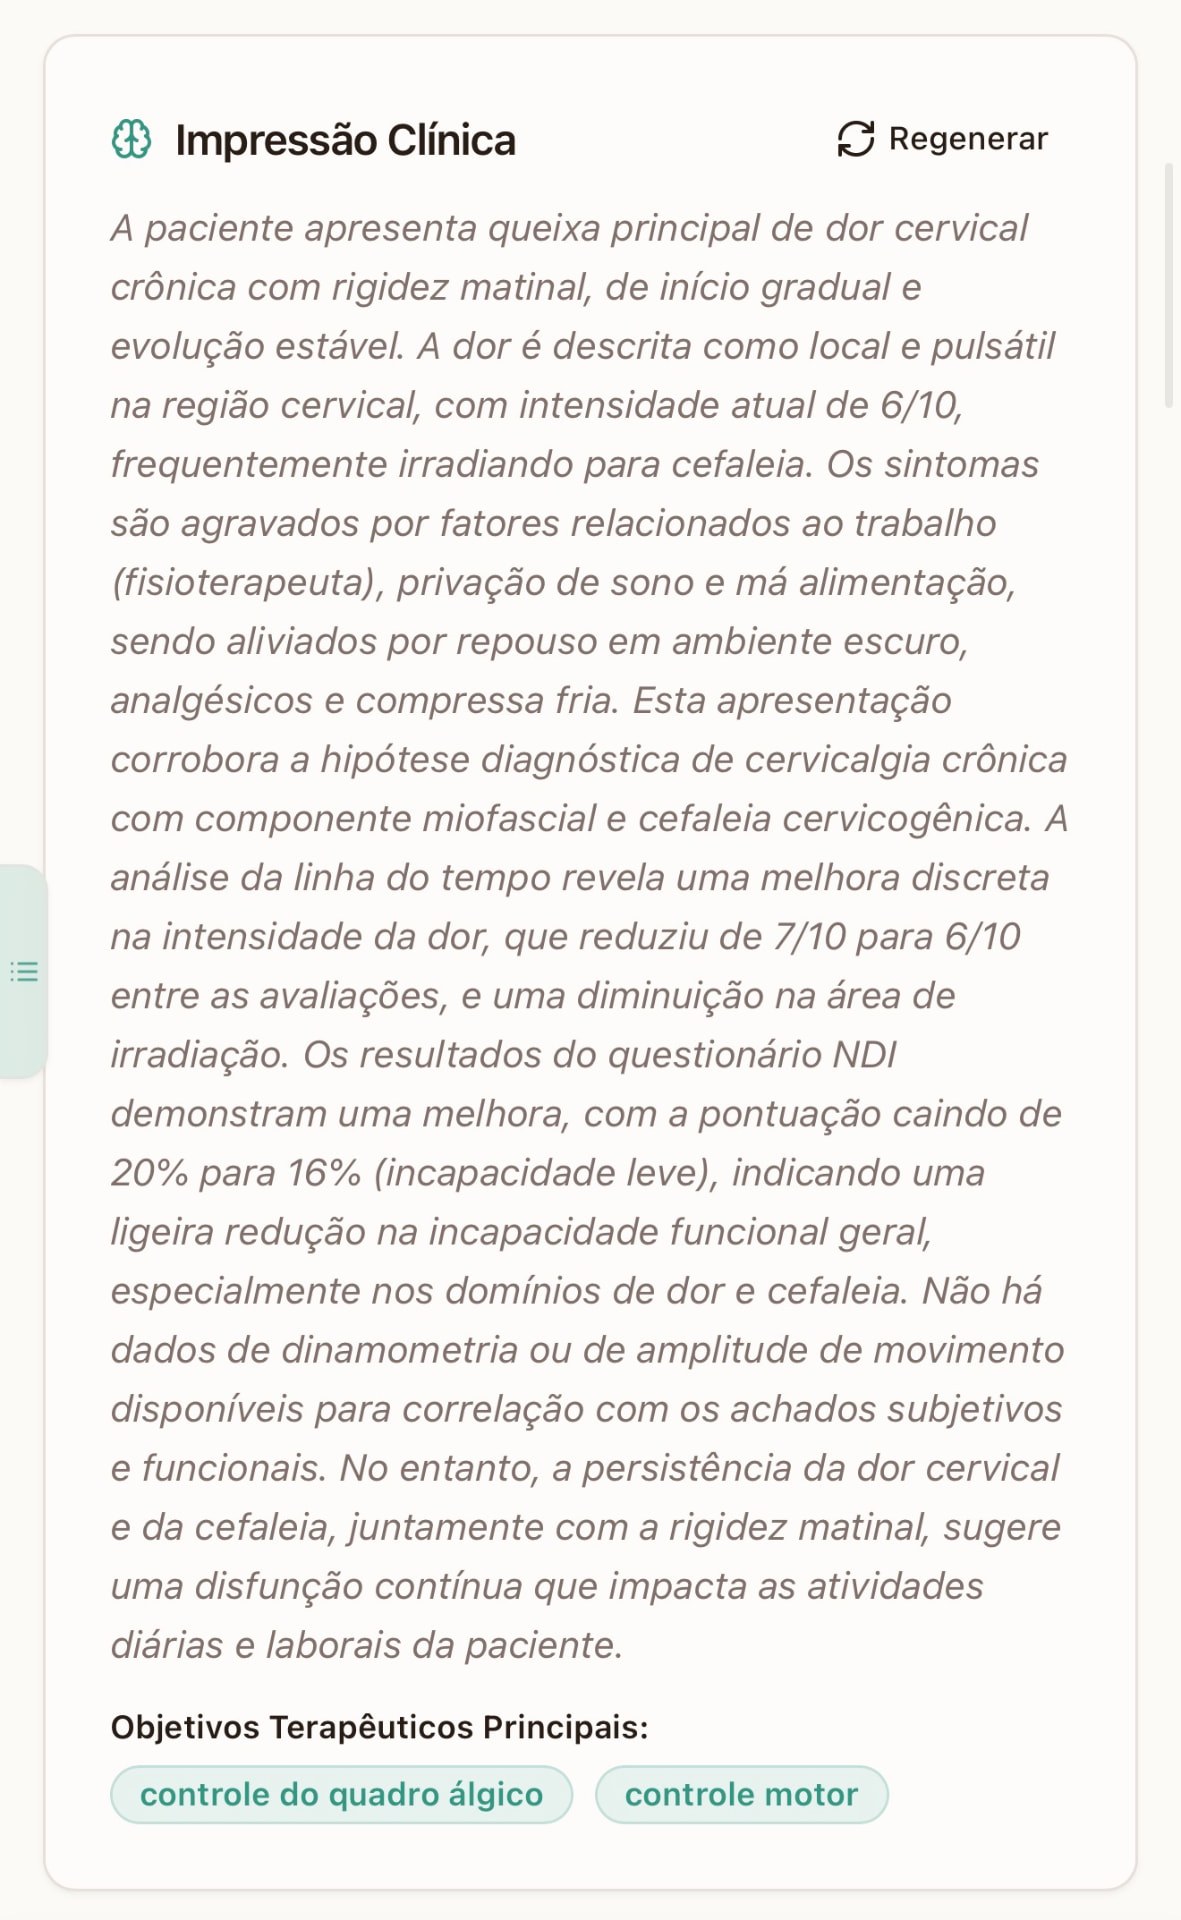 Impressão Clínica
Regenerar
A paciente apresenta queixa principal de dor cervical
crônica com rigidez matinal, de início gradual e
evolução estável. A dor é descrita como local e pulsátil
na região cervical, com intensidade atual de 6/10,
frequentemente irradiando para cefaleia. Os sintomas
são agravados por fatores relacionados ao trabalho
(fisioterapeuta), privação de sono e má alimentação,
sendo aliviados por repouso em ambiente escuro,
analgésicos e compressa fria. Esta apresentação
corrobora a hipótese diagnóstica de cervicalgia crônica
com componente miofascial e cefaleia cervicogênica. A
análise da linha do tempo revela uma melhora discreta
na intensidade da dor, que reduziu de 7/10 para 6/10
entre as avaliações, e uma diminuição na área de
irradiação. Os resultados do questionário NDI
demonstram uma melhora, com a pontuação caindo de
20% para 16% (incapacidade leve), indicando uma
ligeira redução na incapacidade funcional geral,
especialmente nos domínios de dor e cefaleia. Não há
dados de dinamometria ou de amplitude de movimento
disponíveis para correlação com os achados subjetivos
e funcionais. No entanto, a persistência da dor cervical
e da cefaleia, juntamente com a rigidez matinal, sugere
uma disfunção contínua que impacta as atividades
diárias e laborais da paciente.
Objetivos Terapêuticos Principais:
controle do quadro álgico
controle motor